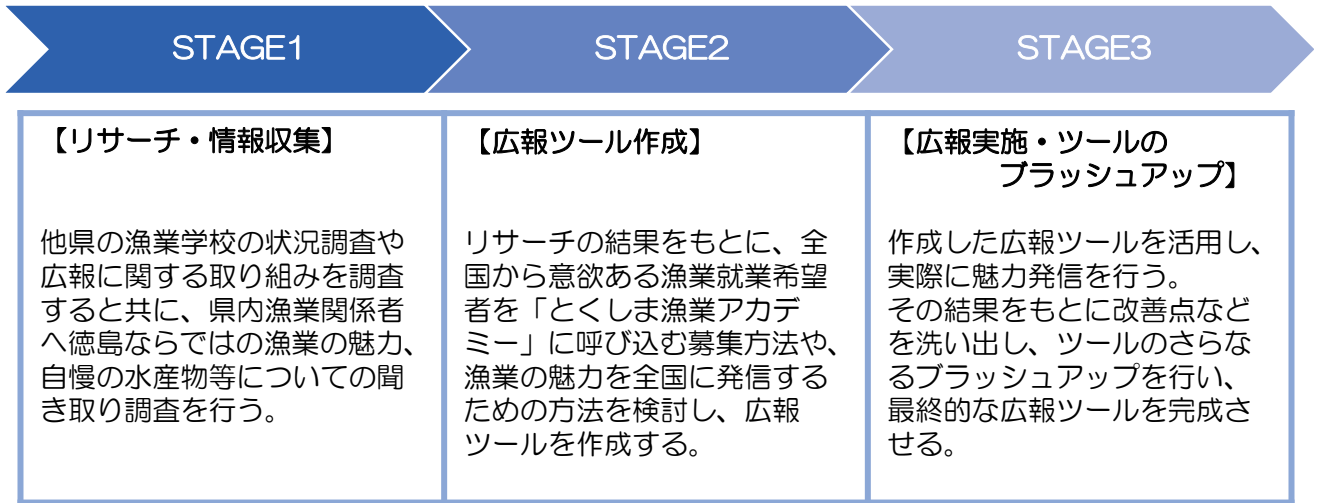 STAGE1
STAGE2
STAGE3
【リサーチ・情報収集】
他県の漁業学校の状況調査や
広報に関する取り組みを調査
すると共に、県内漁業関係者
へ徳島ならではの漁業の魅力、
自慢の水産物等についての聞
き取り調査を行う。
【広報ツール作成】
リサーチの結果をもとに、全
国から意欲ある漁業就業希望
者を「とくしま漁業アカデ
ミー」に呼び込む募集方法や、
漁業の魅力を全国に発信する
ための方法を検討し、広報
ツールを作成する。
【広報実施・ツールの
ブラッシュアップ】
作成した広報ツールを活用し、
実際に魅力発信を行う。
その結果をもとに改善点など
を洗い出し、ツールのさらな
るブラッシュアップを行い、
最終的な広報ツールを完成さ
せる。